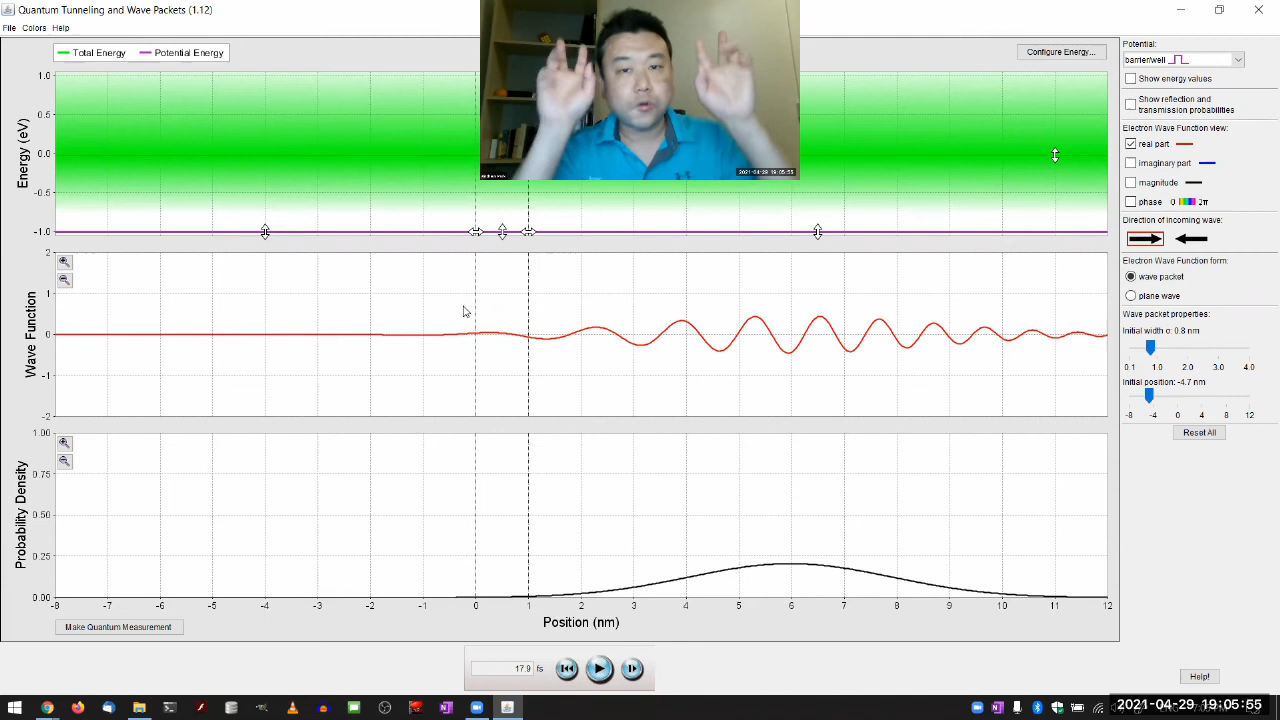 Quantum Tunneling and Wave Packets (1.12)
File Colors Help
Total Energy Potential Energy
Configure Energy...
Energy (eV)
1.0
0.5
0.0
-0.5
-1.0
2021-04-29 19:05:55
Wave Function
2
1
0
-1
-2
Probability Density
1.00
0.75
0.50
0.25
0.00
-8 -7 -6 -5 -4 -3 -2 -1 0 1 2 3 4 5 6 7 8 9 10 11 12
Position (nm)
Make Quantum Measurement
17.9 fs
Potential:
barrier/well
Show energy values
Show reflection and
transmission probabilities
Electron Wave Function view:
real part
imaginary part
magnitude
phase 0 2π
Direction of incoming wave:
Electron Wave Function form:
wave packet
plane wave
Wave packet properties:
Initial width σ: 0.8 nm
0.1 1.0 2.0 3.0 4.0
Initial position: -4.7 nm
-8 -4 0 4 8 12
Reset All
Help!
2021-04-29 19:05:55